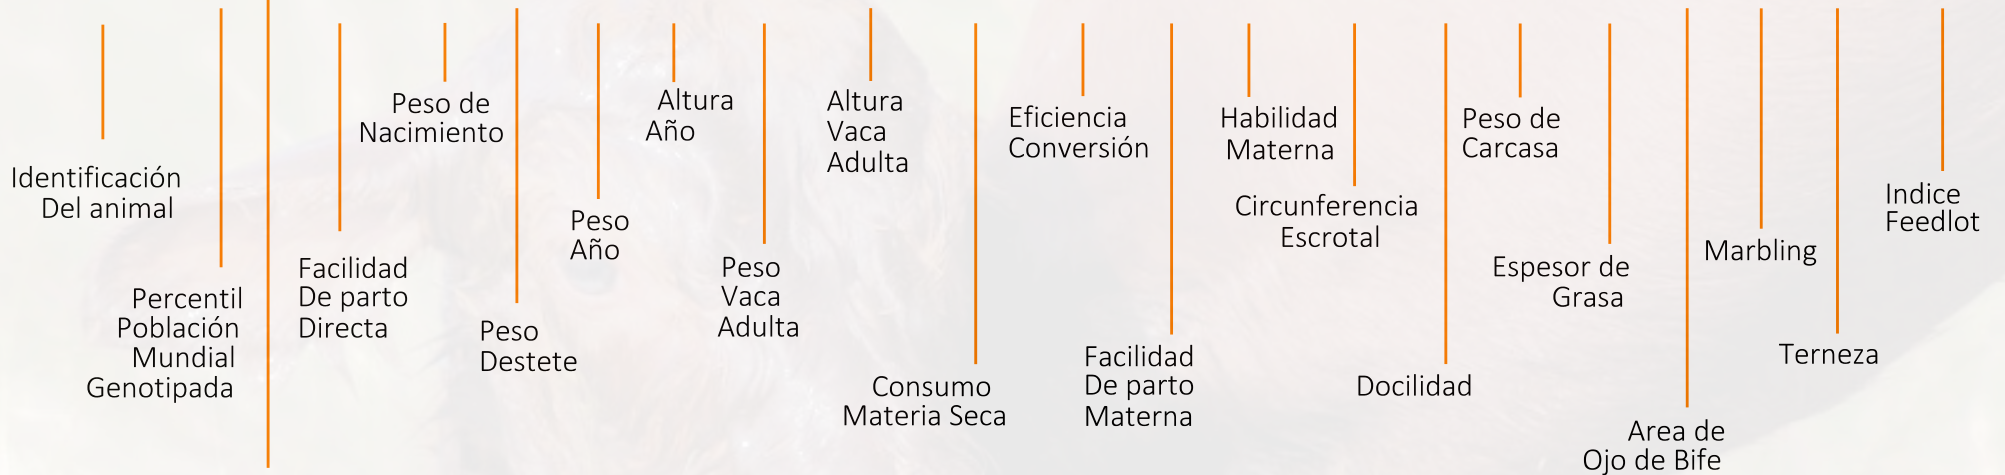 Identificación
Del animal
Percentil
Población
Mundial
Genotipada
Facilidad
De parto
Directa
Peso de
Nacimiento
Peso
Destete
Peso
Año
Altura
Año
Peso
Vaca
Adulta
Altura
Vaca
Adulta
Consumo
Materia Seca
Eficiencia
Conversión
Facilidad
De parto
Materna
Habilidad
Materna
Circunferencia
Escrotal
Docilidad
Peso de
Carcasa
Espesor de
Grasa
Area de
Ojo de Bife
Marbling
Terneza
Indice
Feedlot